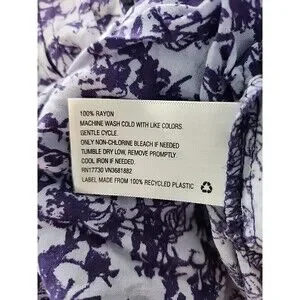 100% RAYON
MACHINE WASH COLD WITH LIKE COLORS.
GENTLE CYCLE.
ONLY NON-CHLORINE BLEACH IF NEEDED
TUMBLE DRY LOW, REMOVE PROMPTLY
COOL IRON IF NEEDED.
RN17730 VN3681882
LABEL MADE FROM 100% RECYCLED PLASTIC